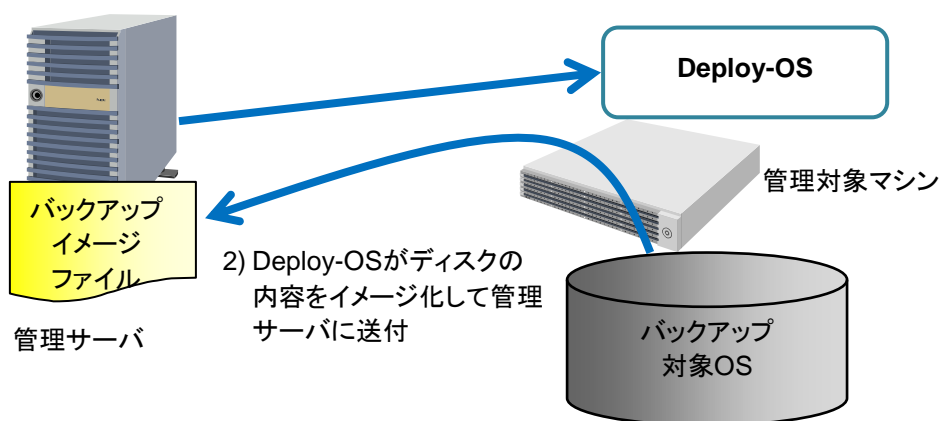 Deploy-OS
管理対象マシン
バックアップ
イメージ
ファイル
管理サーバ
2) Deploy-OSがディスクの
内容をイメージ化して管理
サーバに送付
バックアップ
対象OS